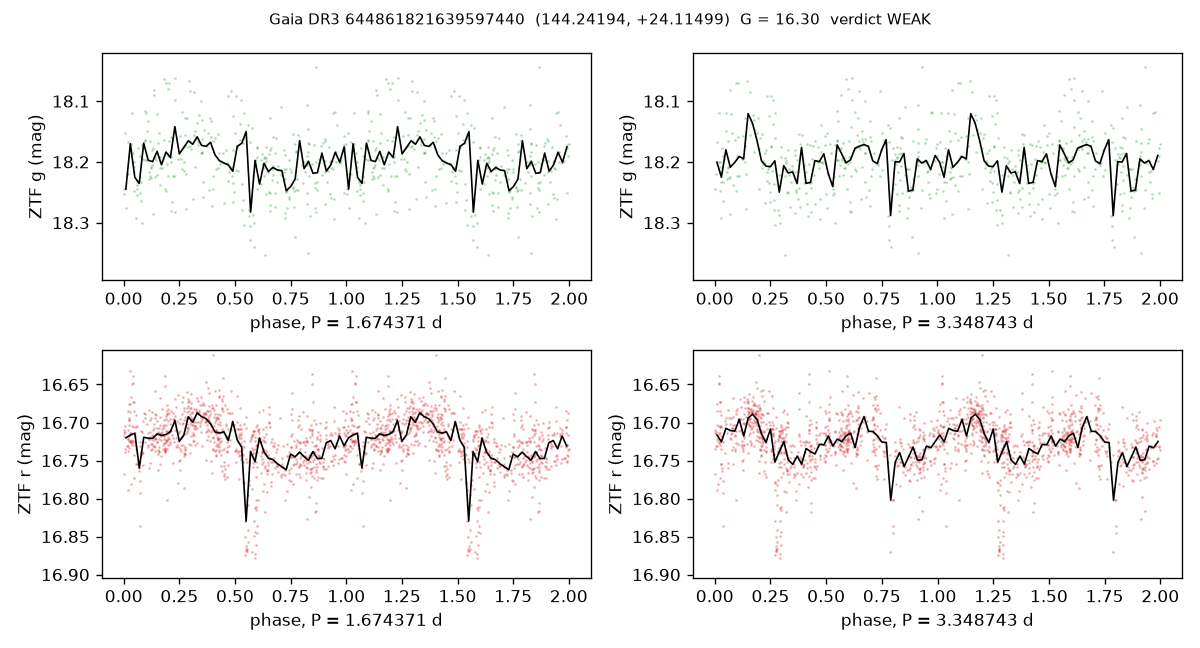 Gaia DR3 644861821639597440  (144.24194, +24.11499)  G = 16.30  verdict WEAK
ZTF g (mag)
18.1
18.2
18.3
0.00 0.25 0.50 0.75 1.00 1.25 1.50 1.75 2.00
phase, P = 1.674371 d
ZTF g (mag)
18.1
18.2
18.3
0.00 0.25 0.50 0.75 1.00 1.25 1.50 1.75 2.00
phase, P = 3.348743 d
ZTF r (mag)
16.65
16.70
16.75
16.80
16.85
16.90
0.00 0.25 0.50 0.75 1.00 1.25 1.50 1.75 2.00
phase, P = 1.674371 d
ZTF r (mag)
16.65
16.70
16.75
16.80
16.85
16.90
0.00 0.25 0.50 0.75 1.00 1.25 1.50 1.75 2.00
phase, P = 3.348743 d